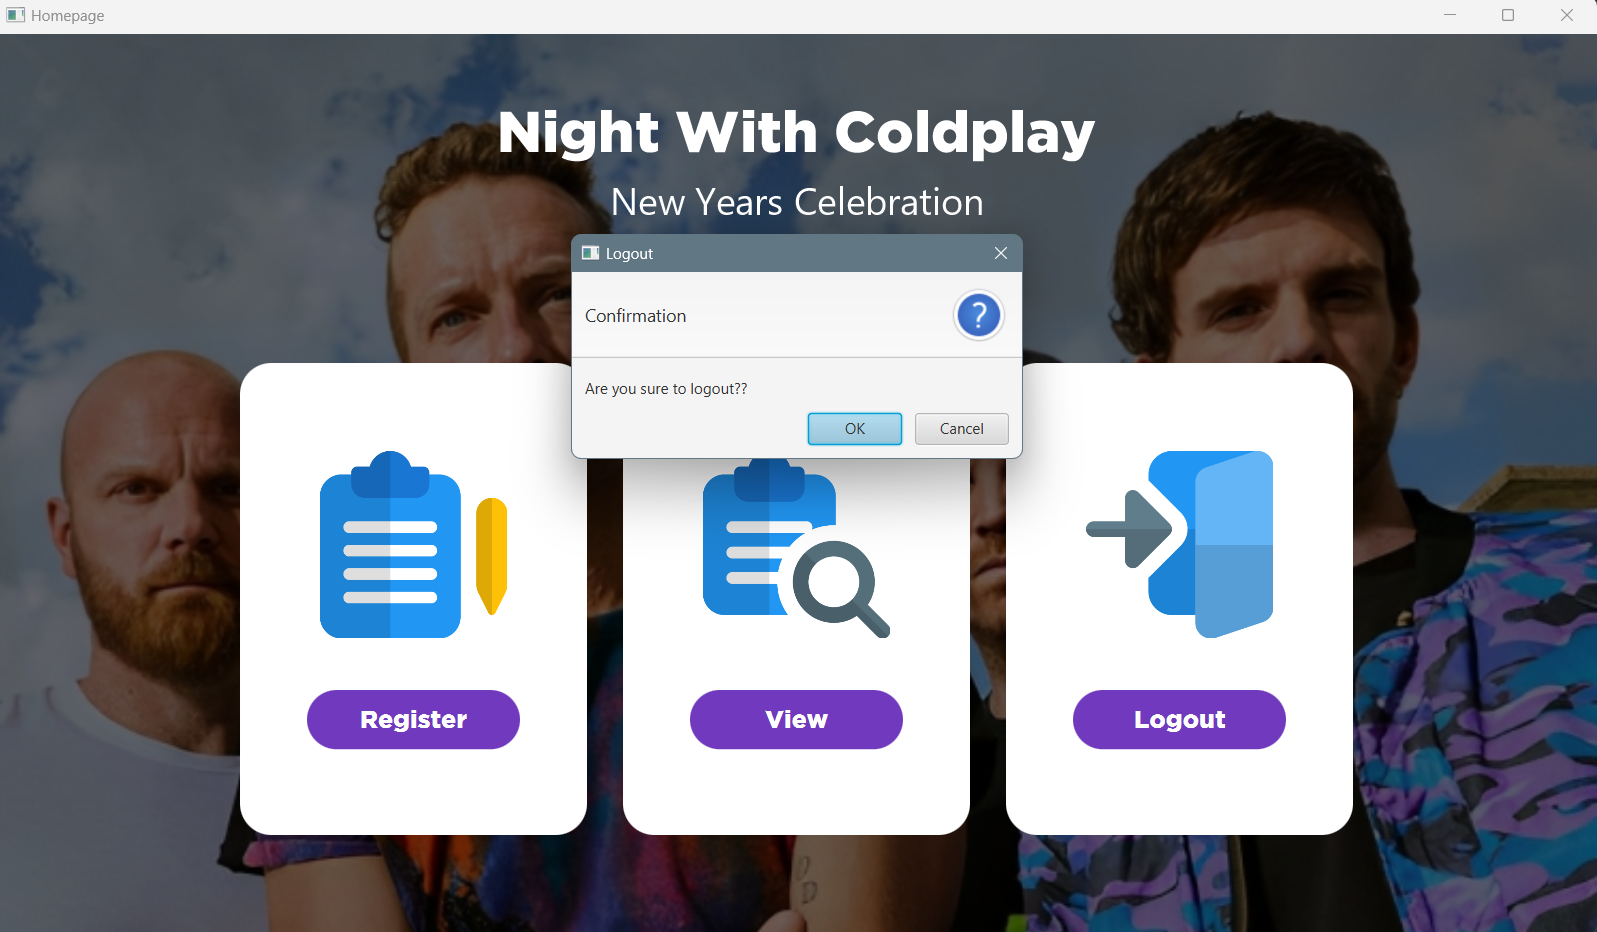 Homepage
Night With Coldplay
New Years Celebration
Logout
Confirmation
?
Are you sure to logout??
OK Cancel
Register View Logout